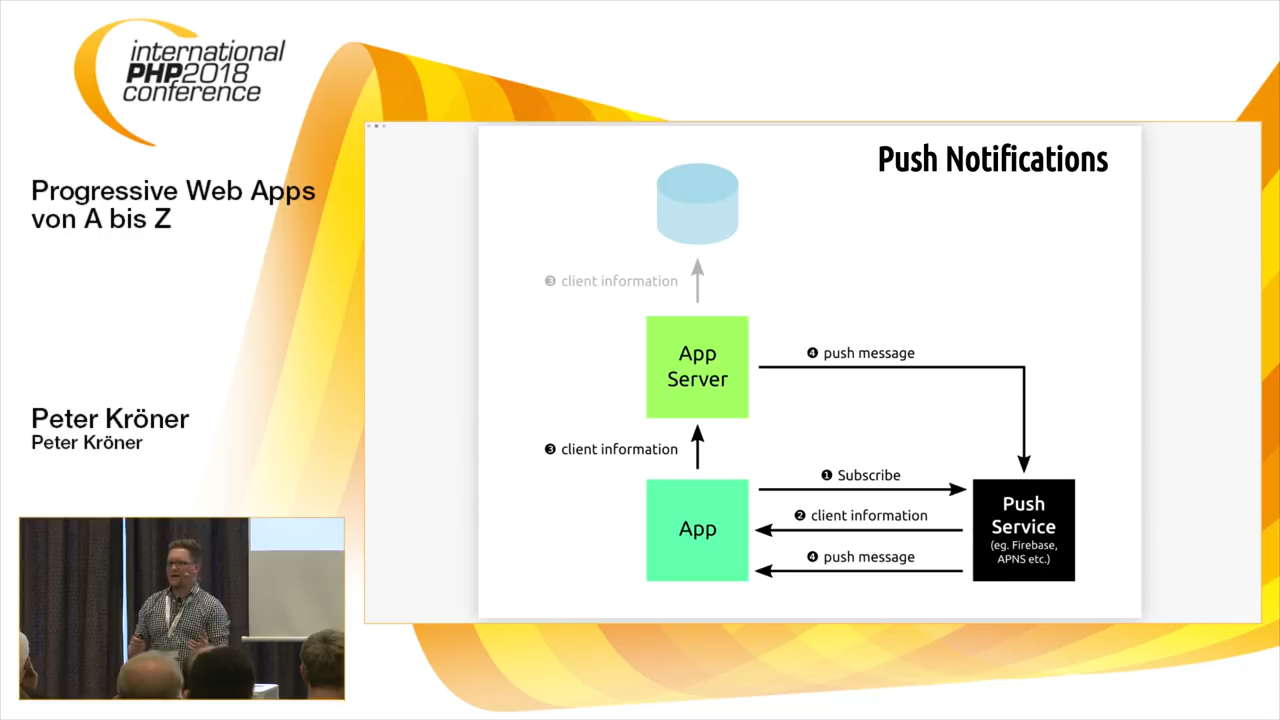 international
PHP2018
conference
Progressive Web Apps
von A bis Z
Peter Kröner
Peter Kröner
Push Notifications
❸ client information
App
Server
❹ push message
❸ client information
❶ Subscribe
App
❷ client information
❹ push message
Push
Service
(eg. Firebase,
APNS etc.)